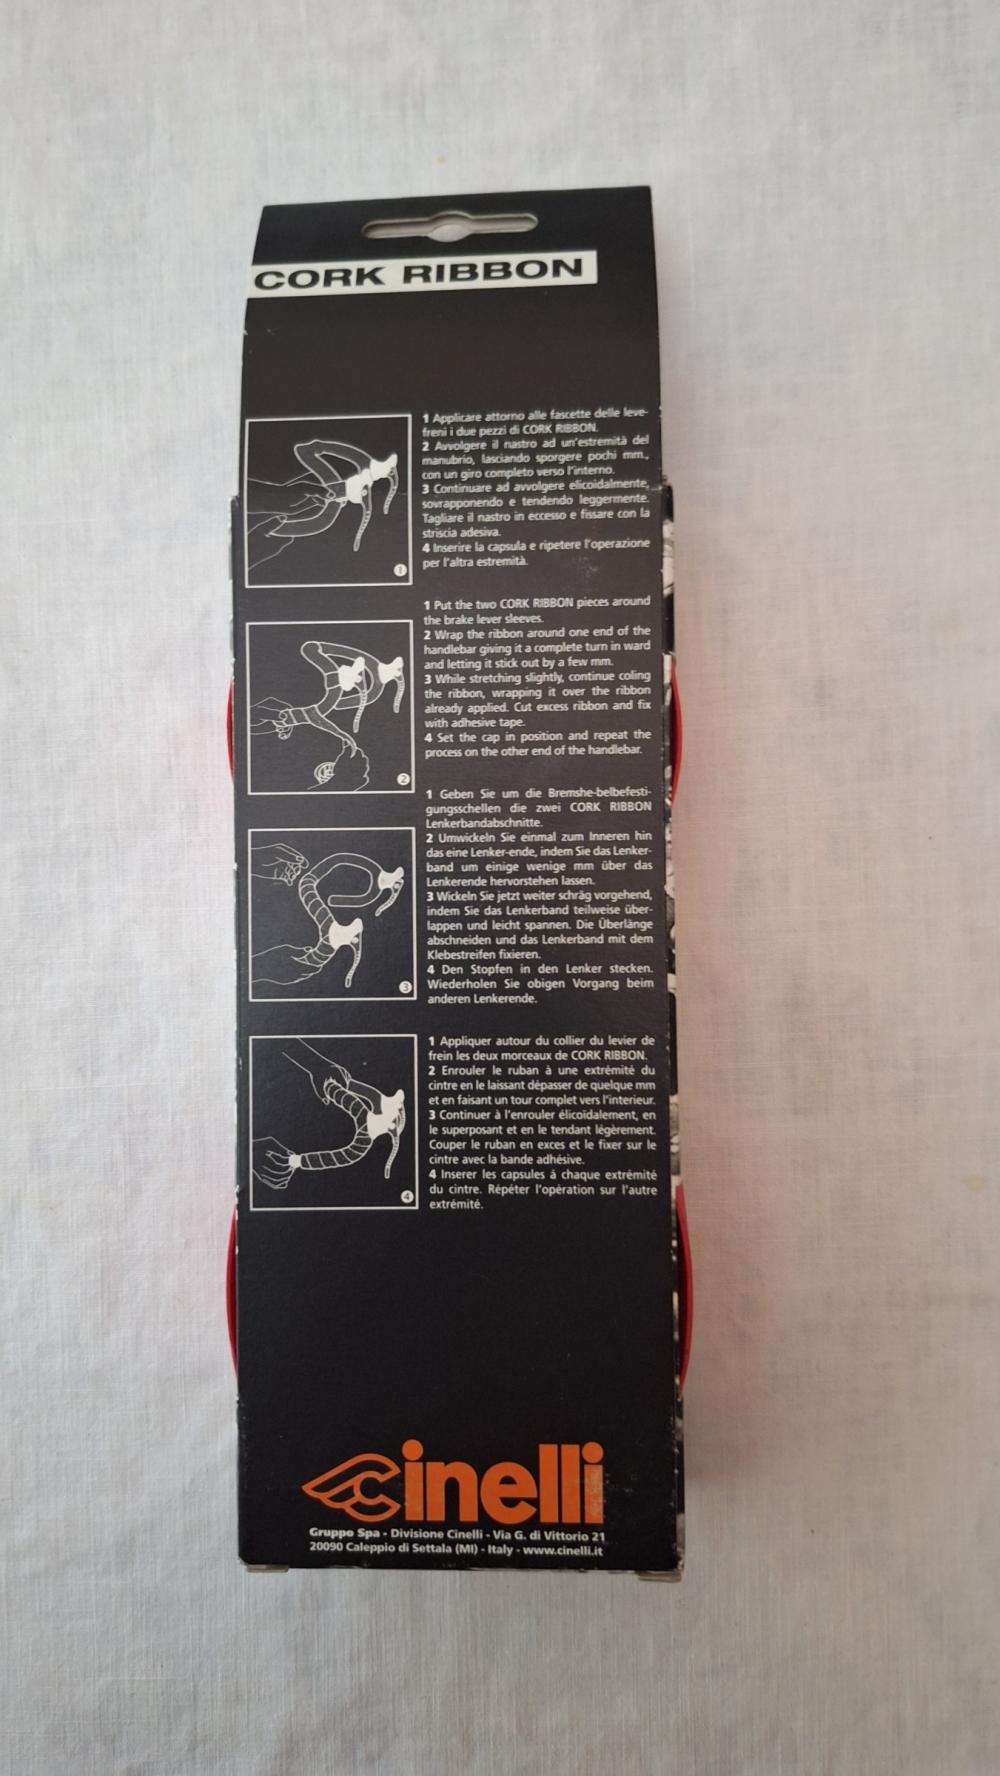 CORK RIBBON
1 Applicare attorno alle fascette delle leve-
freni i due pezzi di CORK RIBBON.
2 Avvolgere il nastro ad un'estremità del
manubrio, lasciando sporgere pochi mm.,
con un giro completo verso l'interno.
3 Continuare ad avvolgere elicoidalmente,
sovrapponendo e tendendo leggermente.
Tagliare il nastro in eccesso e fissare con la
striscia adesiva.
4 Inserire la capsula e ripetere l'operazione
per l'altra estremità.
1
1 Put the two CORK RIBBON pieces around
the brake lever sleeves.
2 Wrap the ribbon around one end of the
handlebar giving it a complete turn in ward
and letting it stick out by a few mm.
3 While stretching slightly, continue coling
the ribbon, wrapping it over the ribbon
already applied. Cut excess ribbon and fix
with adhesive tape.
4 Set the cap in position and repeat the
process on the other end of the handlebar.
2
1 Geben Sie um die Bremshe-belbefesti-
gungsschellen die zwei CORK RIBBON
Lenkerbandabschnitte.
2 Umwickeln Sie einmal zum Inneren hin
das eine Lenker-ende, indem Sie das Lenker-
band um einige wenige mm über das
Lenkerende hervorstehen lassen.
3 Wickeln Sie jetzt weiter schräg vorgehend,
indem Sie das Lenkerband teilweise über-
lappen und leicht spannen. Die Überlänge
abschneiden und das Lenkerband mit dem
Klebestreifen fixieren.
4 Den Stopfen in den Lenker stecken.
Wiederholen Sie obigen Vorgang beim
anderen Lenkerende.
3
1 Appliquer autour du collier du levier de
frein les deux morceaux de CORK RIBBON.
2 Enrouler le ruban à une extrémité du
cintre en le laissant dépasser de quelque mm
et en faisant un tour complet vers l'interieur.
3 Continuer à l'enrouler élicoïdalement, en
le superposant et en le tendant légèrement.
Couper le ruban en exces et le fixer sur le
cintre avec la bande adhésive.
4 Inserer les capsules á chaque extrémité
du cintre. Répéter l'opération sur l'autre
extrémité.
4
cinelli
Gruppo Spa - Divisione Cinelli - Via G. di Vittorio 21
20090 Caleppio di Settala (MI) - Italy - www.cinelli.it